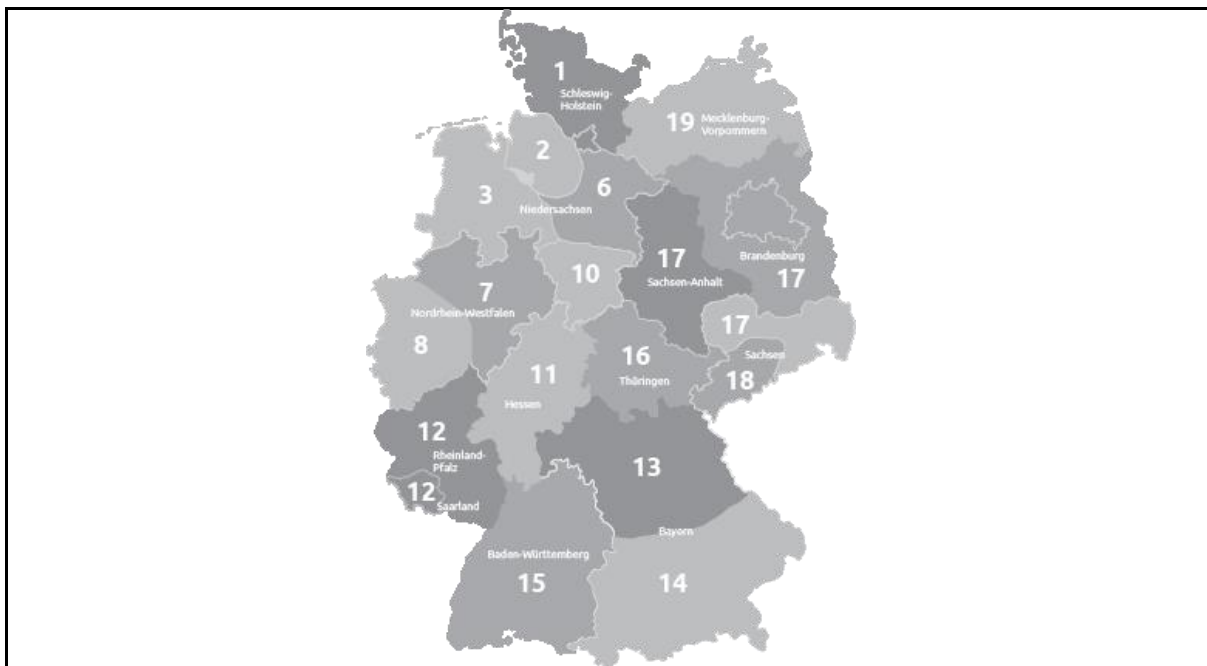 1
Schleswig-
Holstein
19 Mecklenburg-
Vorpommern
2
3
6
Niedersachsen
10
17
Sachsen-Anhalt
Brandenburg
17
7
Nordrhein-Westfalen
8
17
Sachsen
18
16
Thüringen
11
Hessen
12
Rheinland-
Pfalz
12
Saarland
13
Bayern
Baden-Württemberg
15
14